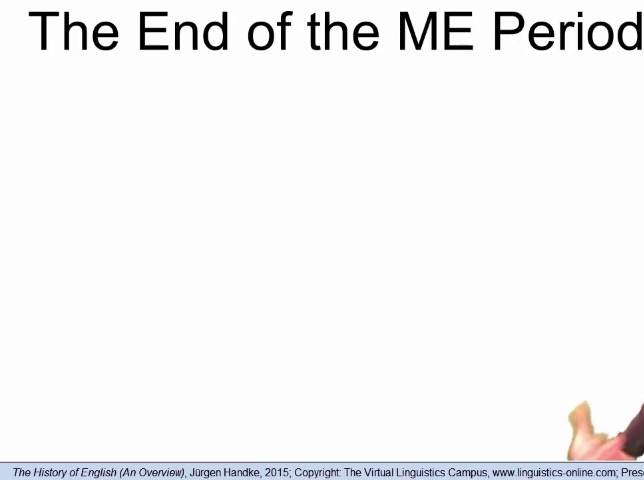 The End of the ME Period
The History of English (An Overview), Jürgen Handke, 2015; Copyright: The Virtual Linguistics Campus, www.linguistics-online.com; Pres